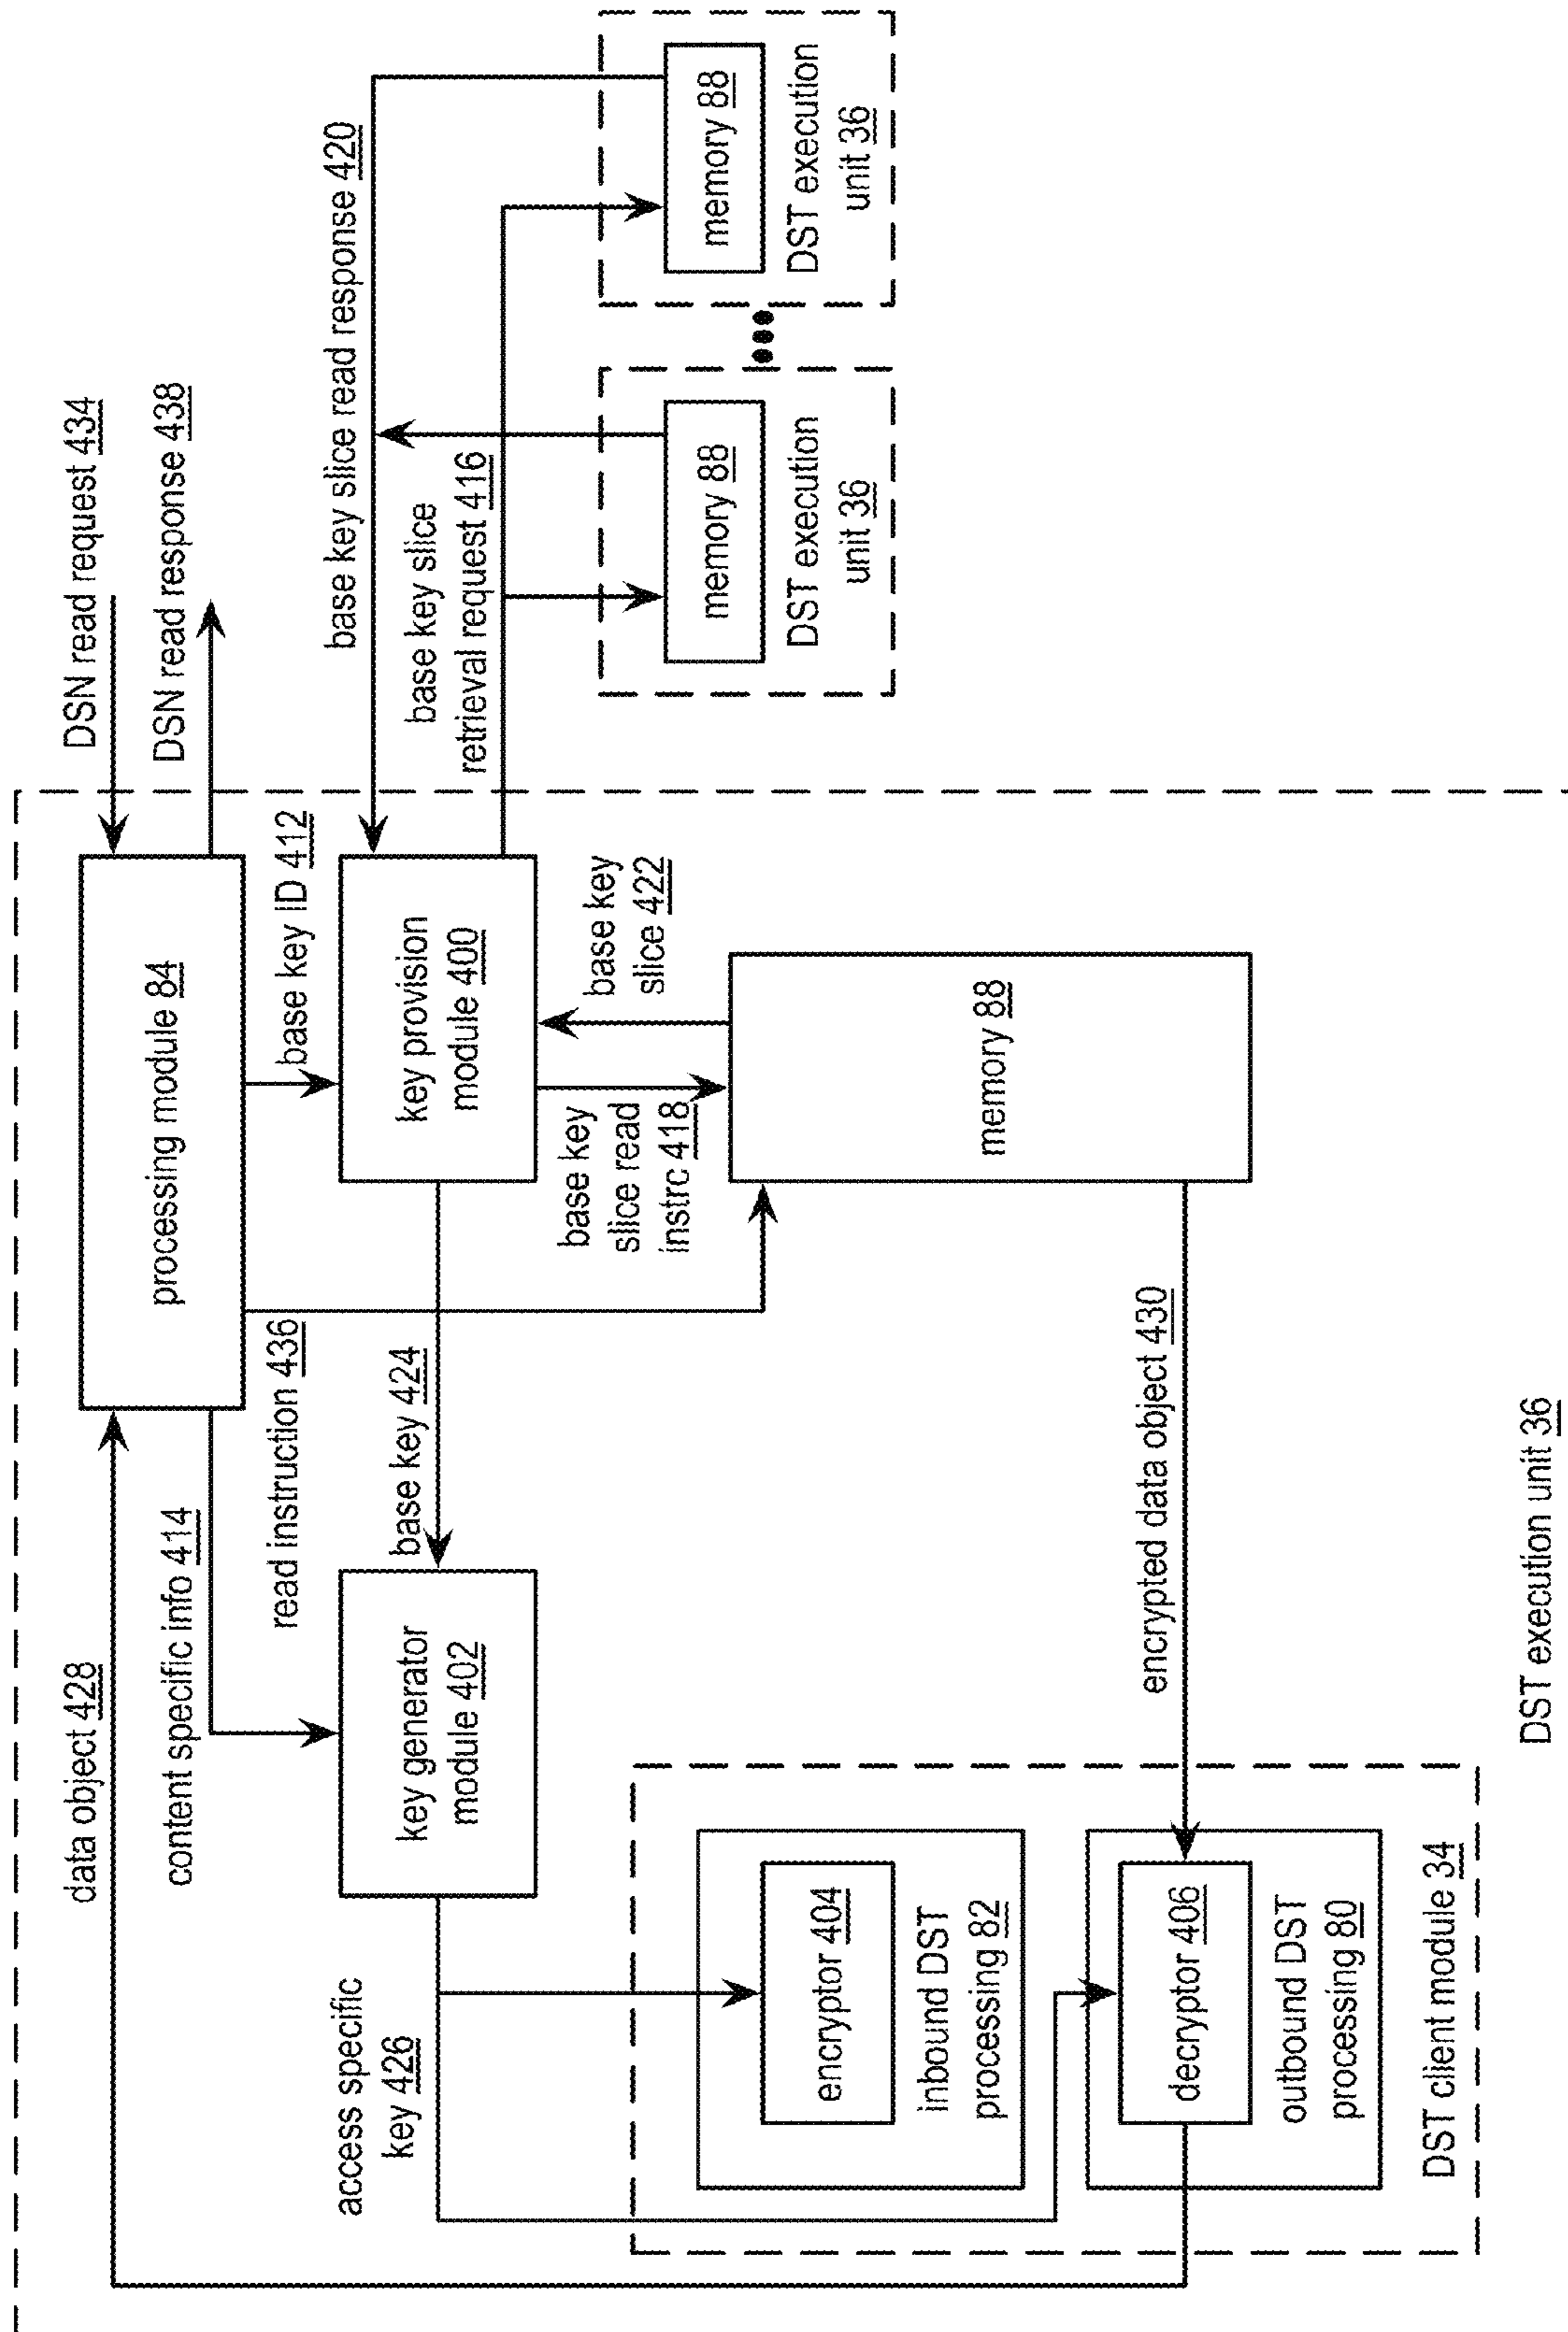 DSN read request 434
DSN read response 438
processing module 84
data object 428
content specific info 414
read instruction 436
base key ID 412
base key slice read response 420
base key slice
retrieval request 416
key generator
module 402
base key 424
key provision
module 400
access specific
key 426
base key
slice read
instrc 418
base key
slice 422
memory 88
DST execution
unit 36
memory 88
DST execution
unit 36
memory 88
encryptor 404
inbound DST
processing 82
encrypted data object 430
decryptor 406
outbound DST
processing 80
DST client module 34
DST execution unit 36